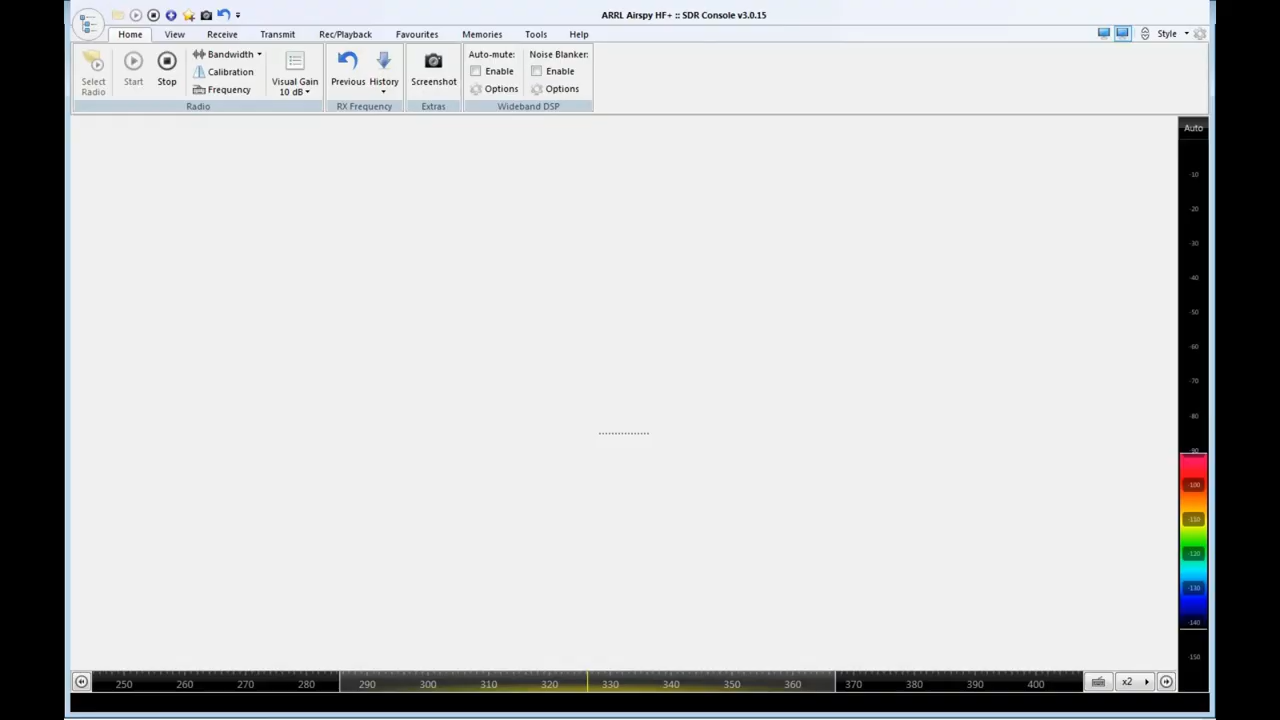 ARRL Airspy HF+ :: SDR Console v3.0.15
Home View Receive Transmit Rec/Playback Favourites Memories Tools Help Style
Select Radio
Start
Stop
Bandwidth
Calibration
Frequency
Visual Gain
10 dB
Radio
Previous
History
RX Frequency
Screenshot
Extras
Auto-mute:
Enable
Options
Noise Blanker:
Enable
Options
Wideband DSP
Auto
-10
-20
-30
-40
-50
-60
-70
-80
-90
-100
-110
-120
-130
-140
-150
250 260 270 280 290 300 310 320 330 340 350 360 370 380 390 400 x2